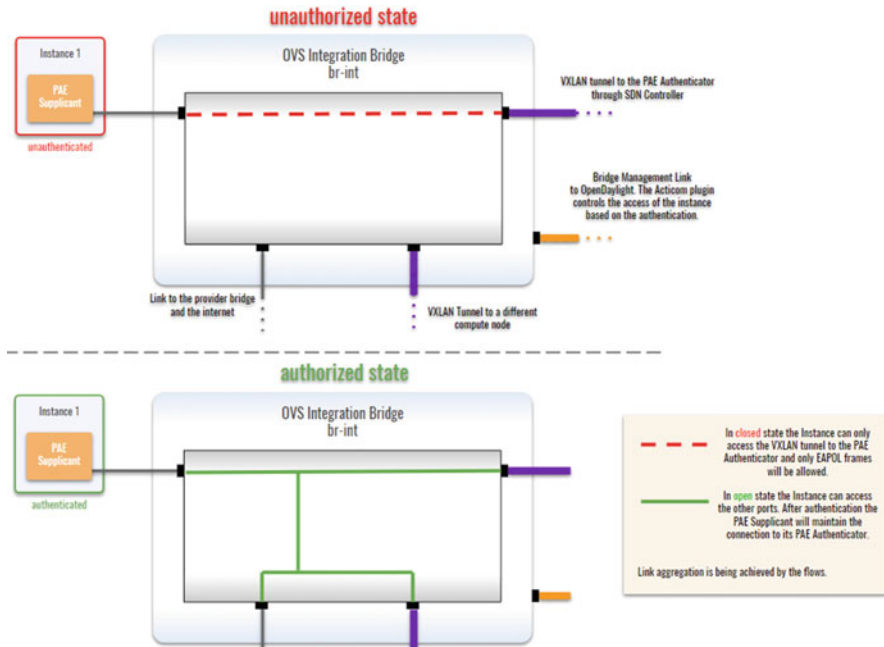 unauthorized state
Instance 1
PAE
Supplicant
unauthenticated
OVS Integration Bridge
br-int
VXLAN tunnel to the PAE Authenticator
through SDN Controller
Bridge Management Link
to OpenDaylight. The Acticom plugin
controls the access of the instance
based on the authentication.
Link to the provider bridge
and the internet
VXLAN Tunnel to a different
compute node
authorized state
Instance 1
PAE
Supplicant
authenticated
OVS Integration Bridge
br-int
In closed state the Instance can only
access the VXLAN tunnel to the PAE
Authenticator and only EAPOL frames
will be allowed.
In open state the Instance can access
the other ports. After authentication the
PAE Supplicant will maintain the
connection to its PAE Authenticator.
Link aggregation is being achieved by the flows.